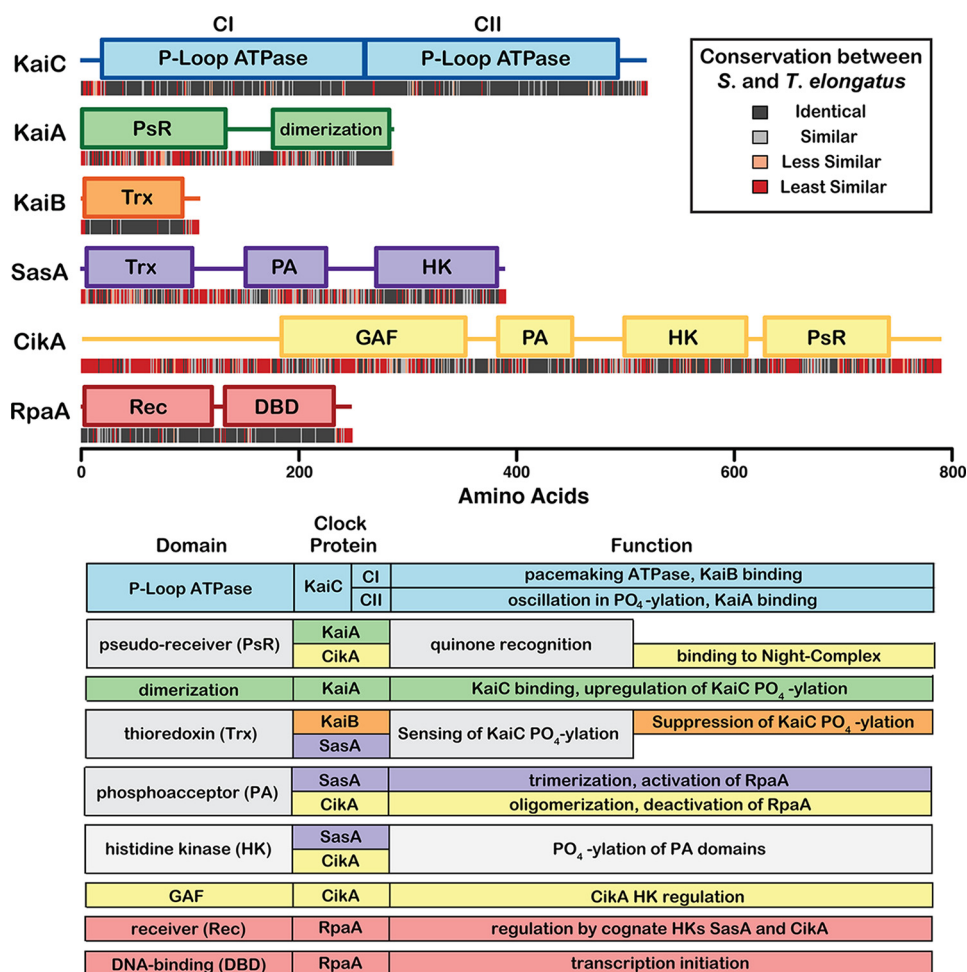 CI CII
KaiC P-Loop ATPase P-Loop ATPase
Conservation between
S. and T. elongatus
Identical
Similar
Less Similar
Least Similar
KaiA PsR dimerization
KaiB Trx
SasA Trx PA HK
CikA GAF PA HK PsR
RpaA Rec DBD
0 200 400 600 800
Amino Acids
Domain Clock Protein Function
P-Loop ATPase KaiC CI pacemaking ATPase, KaiB binding
CII oscillation in PO4-ylation, KaiA binding
pseudo-receiver (PsR) KaiA quinone recognition
CikA binding to Night-Complex
dimerization KaiA KaiC binding, upregulation of KaiC PO4-ylation
thioredoxin (Trx) KaiB Sensing of KaiC PO4-ylation Suppression of KaiC PO4-ylation
SasA
phosphoacceptor (PA) SasA trimerization, activation of RpaA
CikA oligomerization, deactivation of RpaA
histidine kinase (HK) SasA PO4-ylation of PA domains
CikA
GAF CikA CikA HK regulation
receiver (Rec) RpaA regulation by cognate HKs SasA and CikA
DNA-binding (DBD) RpaA transcription initiation